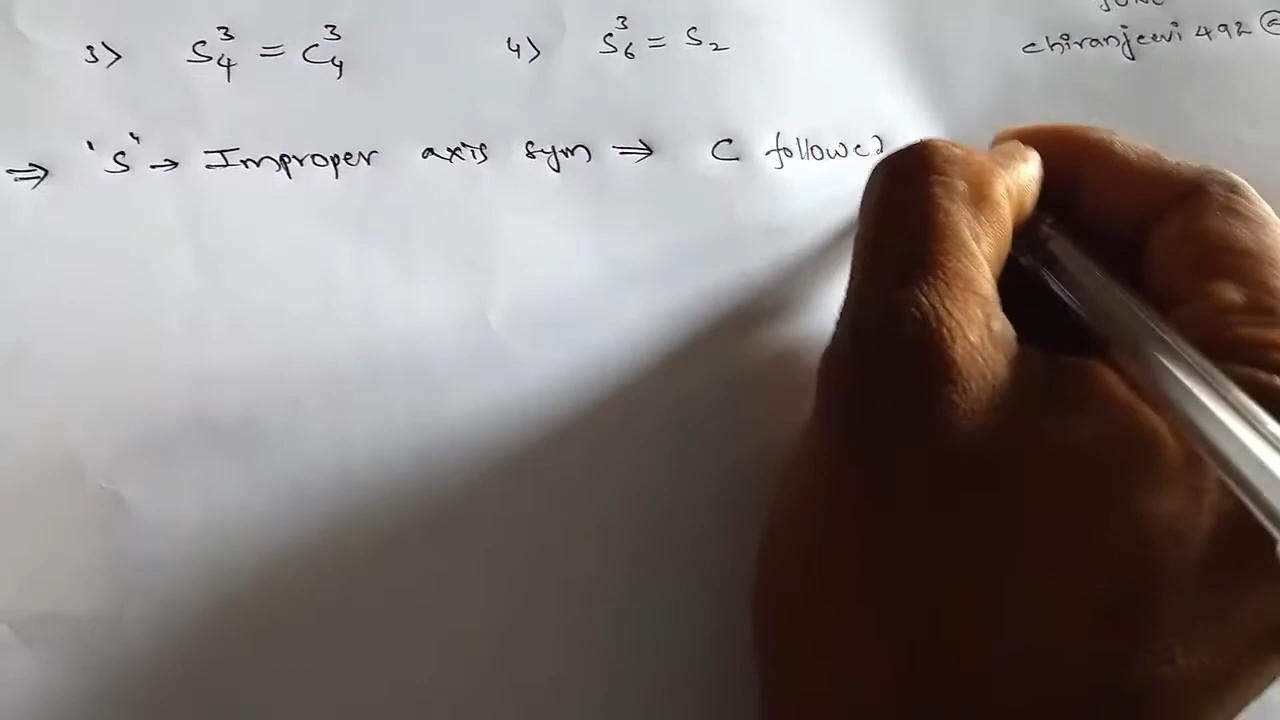 3> S₄³ = C₄³ 4> S₆³ = S₂
chiranjeevi 492@
⇒ 'S' → Improper axis sym ⇒ C followed